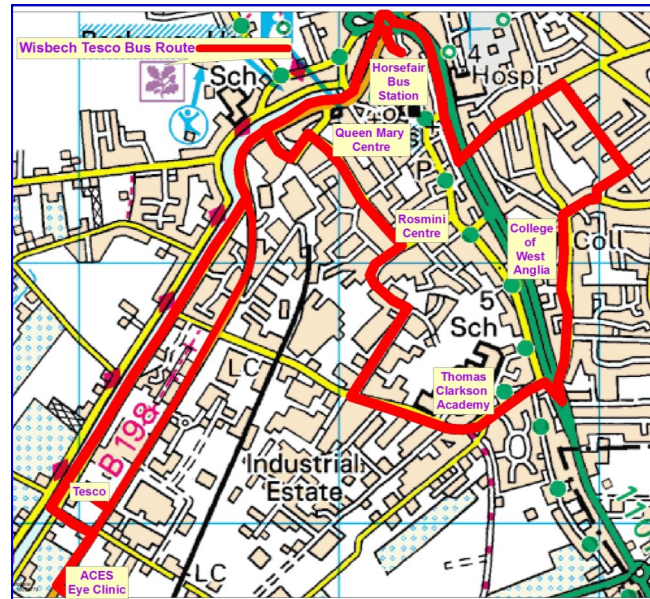 Wisbech Tesco Bus Route
Sch
4
Hospl
Horsefair
Bus
Station
Queen Mary
Centre
P
Rosmini
Centre
College
of
West
Anglia
Coll
5
Sch
LC
Thomas
Clarkson
Academy
B 198
Industrial
Estate
Tesco
ACES
Eye Clinic
LC